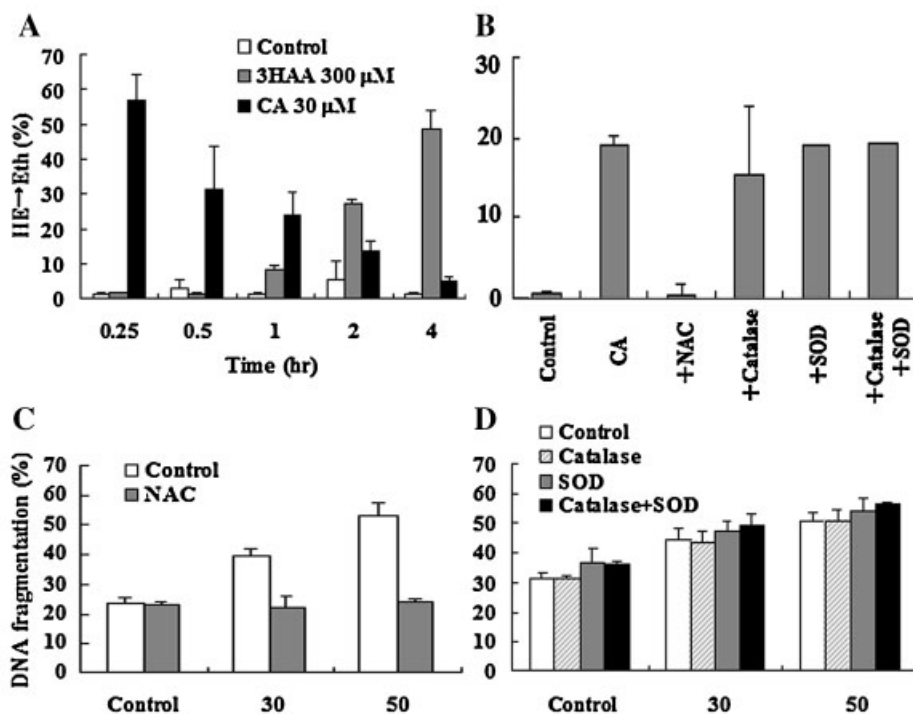 A
HE→Eth (%)
70
60
50
40
30
20
10
0
Control
3HAA 300 μM
CA 30 μM
0.25 0.5 1 2 4
Time (hr)
B
30
20
10
0
Control
CA
+NAC
+Catalase
+SOD
+Catalase
+SOD
C
DNA fragmentation (%)
70
60
50
40
30
20
10
0
Control
NAC
Control 30 50
D
70
60
50
40
30
20
10
0
Control
Catalase
SOD
Catalase+SOD
Control 30 50